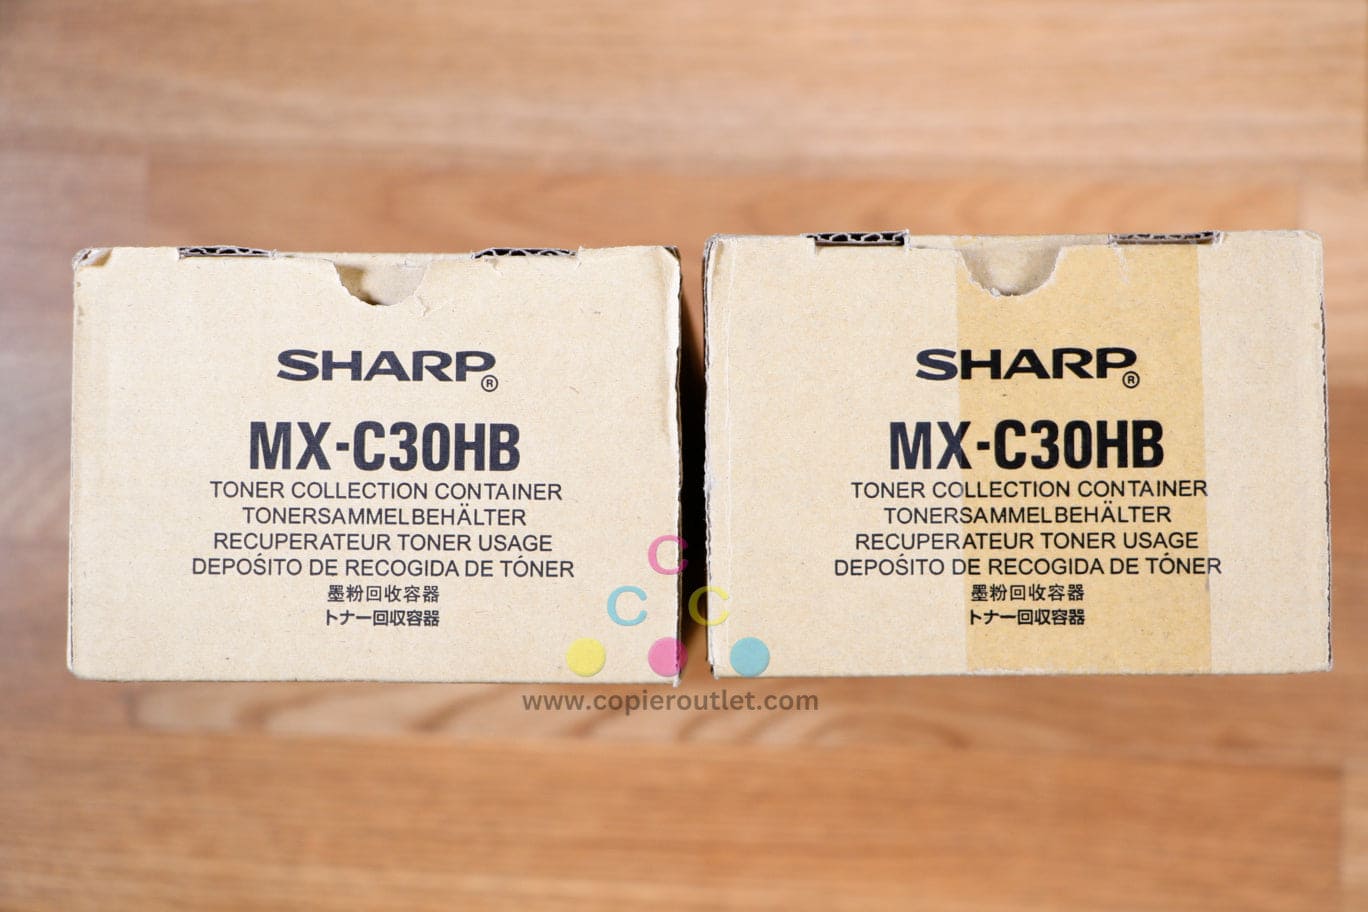 SHARP®
MX-C30HB
TONER COLLECTION CONTAINER
TONERSAMMELBEHÄLTER
RECUPERATEUR TONER USAGE
DEPOŚITO DE RECOGIDA DE TÓNER
墨粉回收容器
トナー回収容器
SHARP®
MX-C30HB
TONER COLLECTION CONTAINER
TONERSAMMELBEHÄLTER
RECUPERATEUR TONER USAGE
DEPOŚITO DE RECOGIDA DE TÓNER
墨粉回收容器
トナー回収容器
C
C C
www.copieroutlet.com